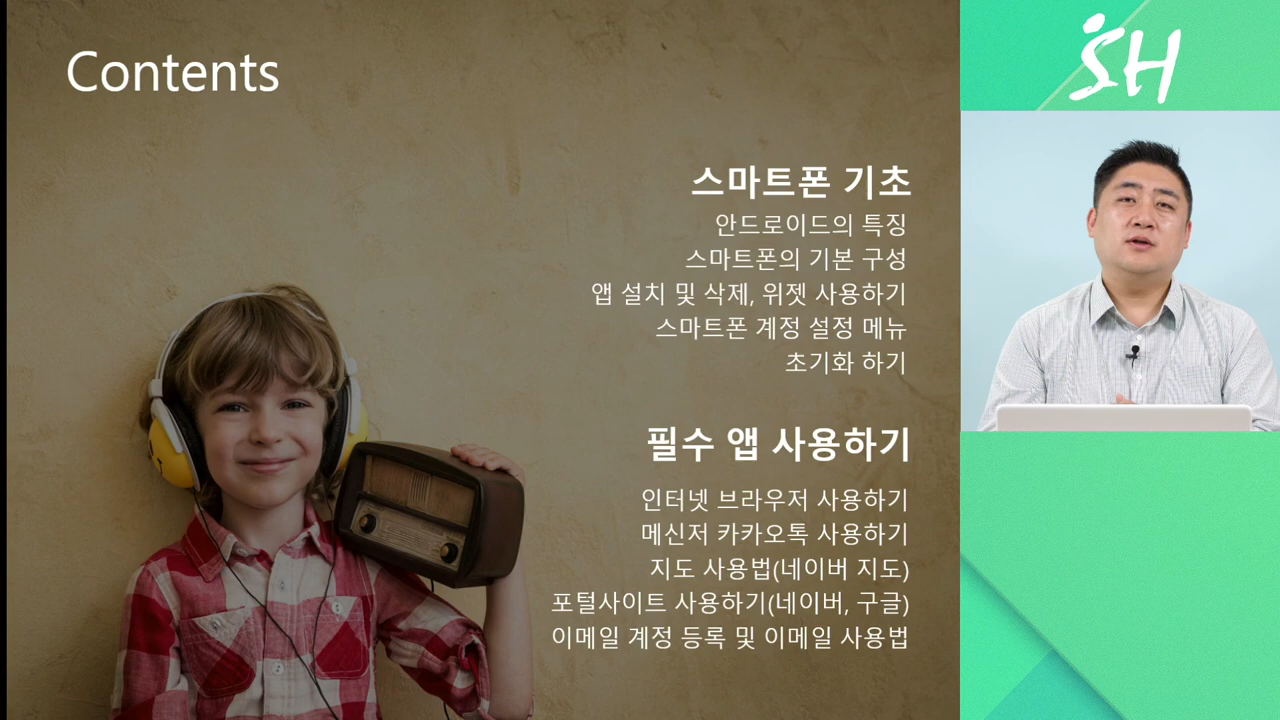 Contents
SH
스마트폰 기초
안드로이드의 특징
스마트폰의 기본 구성
앱 설치 및 삭제, 위젯 사용하기
스마트폰 계정 설정 메뉴
초기화 하기
필수 앱 사용하기
인터넷 브라우저 사용하기
메신저 카카오톡 사용하기
지도 사용법(네이버 지도)
포털사이트 사용하기(네이버, 구글)
이메일 계정 등록 및 이메일 사용법